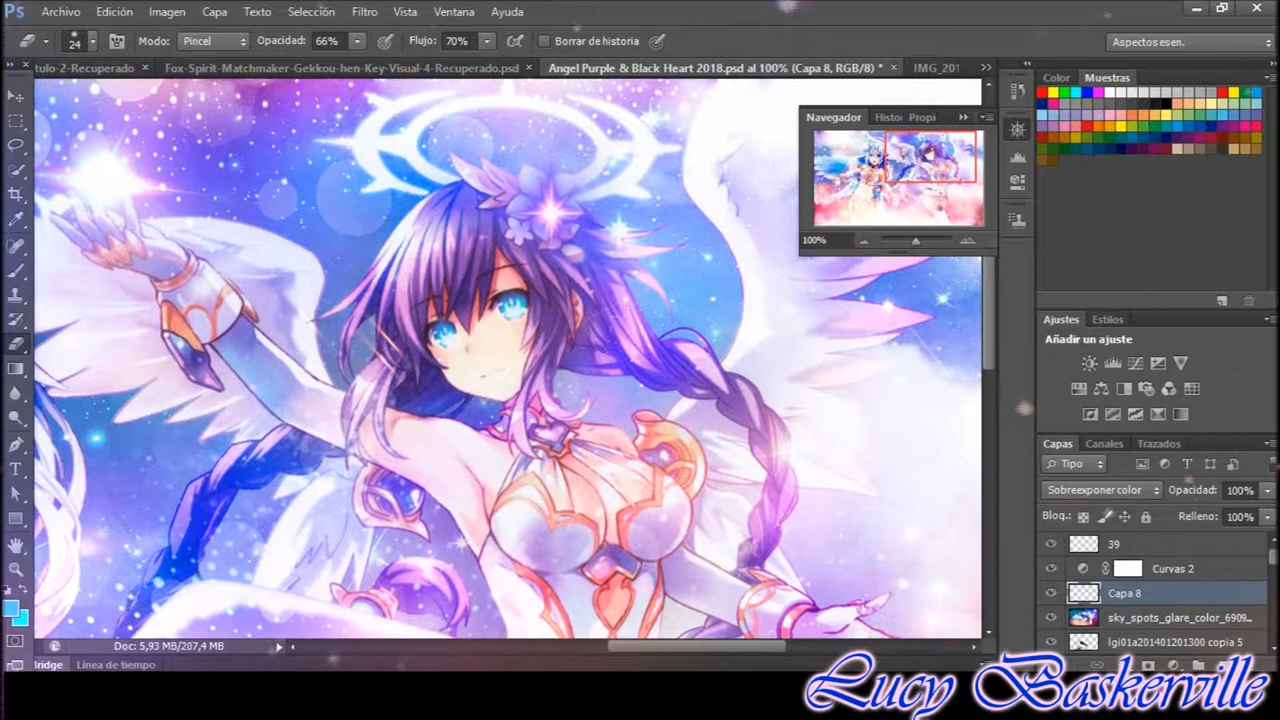 Ps Archivo Edición Imagen Capa Texto Selección Filtro Vista Ventana Ayuda
24 Modo: Pincel Opacidad: 66% Flujo: 70% Borrar de historia Aspectos esen.
tulo-2-Recuperado × Fox-Spirit-Matchmaker-Gekkou-hen-Key-Visual-4-Recuperado.psd × Angel Purple & Black Heart 2018.psd al 100% (Capa 8, RGB/8) * × IMG_201
Color Muestras
Navegador Histo Propi
100%
Ajustes Estilos
Añadir un ajuste
Capas Canales Trazados
Tipo
Sobreexponer color Opacidad: 100%
Bloq.: Relleno: 100%
39
Curvas 2
Capa 8
sky_spots_glare_color_6909...
lgi01a201401201300 copia 5
Doc: 5,93 MB/207,4 MB
Bridge Línea de tiempo
Lucy Baskerville